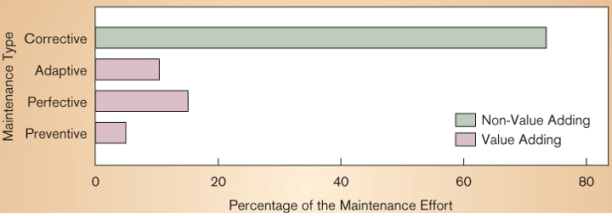 Maintenance Type
Corrective
Adaptive
Perfective
Preventive
Non-Value Adding
Value Adding
0 20 40 60 80
Percentage of the Maintenance Effort